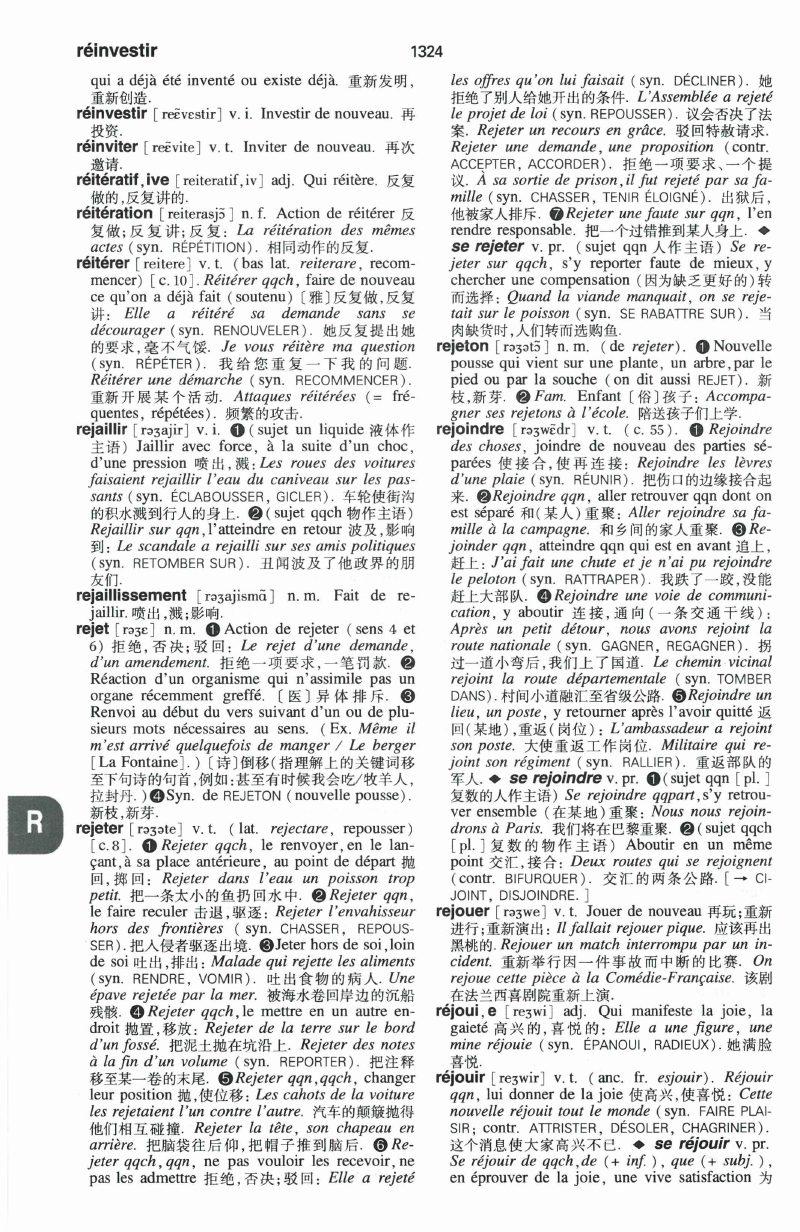 réinvestir
1324
qui a déjà été inventé ou existe déjà. 重新发明,
重新创造.
réinvestir [reɛ̃vɛstir] v. i. Investir de nouveau. 再
投资.
réinviter [reɛ̃vite] v. t. Inviter de nouveau. 再次
邀请.
réitératif, ive [reiteratif, iv] adj. Qui réitère. 反复
做的,反复讲的.
réitération [reiterasjɔ̃] n. f. Action de réitérer 反
复做;反复讲;反复: La réitération des mêmes
actes (syn. RÉPÉTITION). 相同动作的反复.
réitérer [reitere] v. t. (bas lat. reiterare, recom-
mencer) [c. 10]. Réitérer qqch, faire de nouveau
ce qu'on a déjà fait (soutenu) [雅]反复做,反复
讲: Elle a réitéré sa demande sans se
décourager (syn. RENOUVELER). 她反复提出她
的要求,毫不气馁. Je vous réitère ma question
(syn. RÉPÉTER). 我给您重复一下我的问题.
Réitérer une démarche (syn. RECOMMENCER).
重新开展某个活动. Attaques réitérées (= fré-
quentes, répétées). 频繁的攻击.
rejaillir [rəʒajir] v. i. ❶ (sujet un liquide 液体作
主语) Jaillir avec force, à la suite d'un choc,
d'une pression 喷出,溅: Les roues des voitures
faisaient rejaillir l'eau du caniveau sur les pas-
sants (syn. ÉCLABOUSSER, GICLER). 车轮使街沟
的积水溅到行人的身上. ❷ (sujet qqch 物作主语)
Rejaillir sur qqn, l'atteindre en retour 波及,影响
到: Le scandale a rejailli sur ses amis politiques
(syn. RETOMBER SUR). 丑闻波及了他政界的朋
友们.
rejaillissement [rəʒajismɑ̃] n. m. Fait de re-
jaillir. 喷出,溅;影响.
rejet [rəʒɛ] n. m. ❶ Action de rejeter (sens 4 et
6) 拒绝,否决;驳回: Le rejet d'une demande,
d'un amendement. 拒绝一项要求,一笔罚款. ❷
Réaction d'un organisme qui n'assimile pas un
organe récemment greffé. [医]异体排斥. ❸
Renvoi au début du vers suivant d'un ou de plu-
sieurs mots nécessaires au sens. (Ex. Même il
m'est arrivé quelquefois de manger / Le berger
[La Fontaine].) [诗]倒移(指理解上的关键词移
至下句诗的句首,例如:甚至有时候我会吃/牧羊人,
拉封丹.) ❹ Syn. de REJETON (nouvelle pousse).
新枝,新芽.
rejeter [rəʒəte] v. t. (lat. rejectare, repousser)
[c. 8]. ❶ Rejeter qqch, le renvoyer, en le lan-
çant, à sa place antérieure, au point de départ 抛
回,掷回: Rejeter dans l'eau un poisson trop
petit. 把一条太小的鱼扔回水中. ❷ Rejeter qqn,
le faire reculer 击退,驱逐: Rejeter l'envahisseur
hors des frontières (syn. CHASSER, REPOUS-
SER). 把入侵者驱逐出境. ❸ Jeter hors de soi, loin
de soi 吐出,排出: Malade qui rejette les aliments
(syn. RENDRE, VOMIR). 吐出食物的病人. Une
épave rejetée par la mer. 被海水卷回岸边的沉船
残骸. ❹ Rejeter qqch, le mettre en un autre en-
droit 抛置,移放: Rejeter de la terre sur le bord
d'un fossé. 把泥土抛在坑沿上. Rejeter des notes
à la fin d'un volume (syn. REPORTER). 把注释
移至某一卷的末尾. ❺ Rejeter qqn, qqch, changer
leur position 抛,使位移: Les cahots de la voiture
les rejetaient l'un contre l'autre. 汽车的颠簸抛得
他们相互碰撞. Rejeter la tête, son chapeau en
arrière. 把脑袋往后仰,把帽子推到脑后. ❻ Re-
jeter qqch, qqn, ne pas vouloir les recevoir, ne
pas les admettre 拒绝,否决;驳回: Elle a rejeté
R
les offres qu'on lui faisait (syn. DÉCLINER). 她
拒绝了别人给她开出的条件. L'Assemblée a rejeté
le projet de loi (syn. REPOUSSER). 议会否决了法
案. Rejeter un recours en grâce. 驳回特赦请求.
Rejeter une demande, une proposition (contr.
ACCEPTER, ACCORDER). 拒绝一项要求、一个提
议. À sa sortie de prison, il fut rejeté par sa fa-
mille (syn. CHASSER, TENIR ÉLOIGNÉ). 出狱后,
他被家人排斥. ❼ Rejeter une faute sur qqn, l'en
rendre responsable. 把一个过错推到某人身上. ◆
se rejeter v. pr. (sujet qqn 人作主语) Se re-
jeter sur qqch, s'y reporter faute de mieux, y
chercher une compensation (因为缺乏更好的)转
而选择: Quand la viande manquait, on se reje-
tait sur le poisson (syn. SE RABATTRE SUR). 当
肉缺货时,人们转而选购鱼.
rejeton [rəʒətɔ̃] n. m. (de rejeter). ❶ Nouvelle
pousse qui vient sur une plante, un arbre, par le
pied ou par la souche (on dit aussi REJET). 新
枝,新芽. ❷ Fam. Enfant [俗]孩子: Accompa-
gner ses rejetons à l'école. 陪送孩子们上学.
rejoindre [rəʒwɛ̃dr] v. t. (c. 55). ❶ Rejoindre
des choses, joindre de nouveau des parties sé-
parées 使接合,使再连接: Rejoindre les lèvres
d'une plaie (syn. RÉUNIR). 把伤口的边缘接合起
来. ❷ Rejoindre qqn, aller retrouver qqn dont on
est séparé 和(某人)重聚: Aller rejoindre sa fa-
mille à la campagne. 和乡间的家人重聚. ❸ Re-
joinder qqn, atteindre qqn qui est en avant 追上,
赶上: J'ai fait une chute et je n'ai pu rejoindre
le peloton (syn. RATTRAPER). 我跌了一跤,没能
赶上大部队. ❹ Rejoindre une voie de communi-
cation, y aboutir 连接,通向(一条交通干线):
Après un petit détour, nous avons rejoint la
route nationale (syn. GAGNER, REGAGNER). 拐
过一道小弯后,我们上了国道. Le chemin vicinal
rejoint la route départementale (syn. TOMBER
DANS). 村间小道融汇至省级公路. ❺ Rejoindre un
lieu, un poste, y retourner après l'avoir quitté 返
回(某地),重返(岗位): L'ambassadeur a rejoint
son poste. 大使重返工作岗位. Militaire qui re-
joint son régiment (syn. RALLIER). 重返部队的
军人. ◆ se rejoindre v. pr. ❶ (sujet qqn [pl.]
复数的人作主语) Se rejoindre qqpart, s'y retrou-
ver ensemble (在某地)重聚: Nous nous rejoin-
drons à Paris. 我们将在巴黎重聚. ❷ (sujet qqch
[pl.] 复数的物作主语) Aboutir en un même
point 交汇,接合: Deux routes qui se rejoignent
(contr. BIFURQUER). 交汇的两条公路. [→ CI-
JOINT, DISJOINDRE.]
rejouer [rəʒwe] v. t. Jouer de nouveau 再玩;重新
进行;重新演出: Il fallait rejouer pique. 应该再出
黑桃的. Rejouer un match interrompu par un in-
cident. 重新举行因一件事故而中断的比赛. On
rejoue cette pièce à la Comédie-Française. 该剧
在法兰西喜剧院重新上演.
réjoui, e [reʒwi] adj. Qui manifeste la joie, la
gaieté 高兴的,喜悦的: Elle a une figure, une
mine réjouie (syn. ÉPANOUI, RADIEUX). 她满脸
喜悦.
réjouir [reʒwir] v. t. (anc. fr. esjouir). Réjouir
qqn, lui donner de la joie 使高兴,使喜悦: Cette
nouvelle réjouit tout le monde (syn. FAIRE PLAI-
SIR; contr. ATTRISTER, DÉSOLER, CHAGRINER).
这个消息使大家高兴不已. ◆ se réjouir v. pr.
Se réjouir de qqch, de (+ inf.), que (+ subj.),
en éprouver de la joie, une vive satisfaction 为